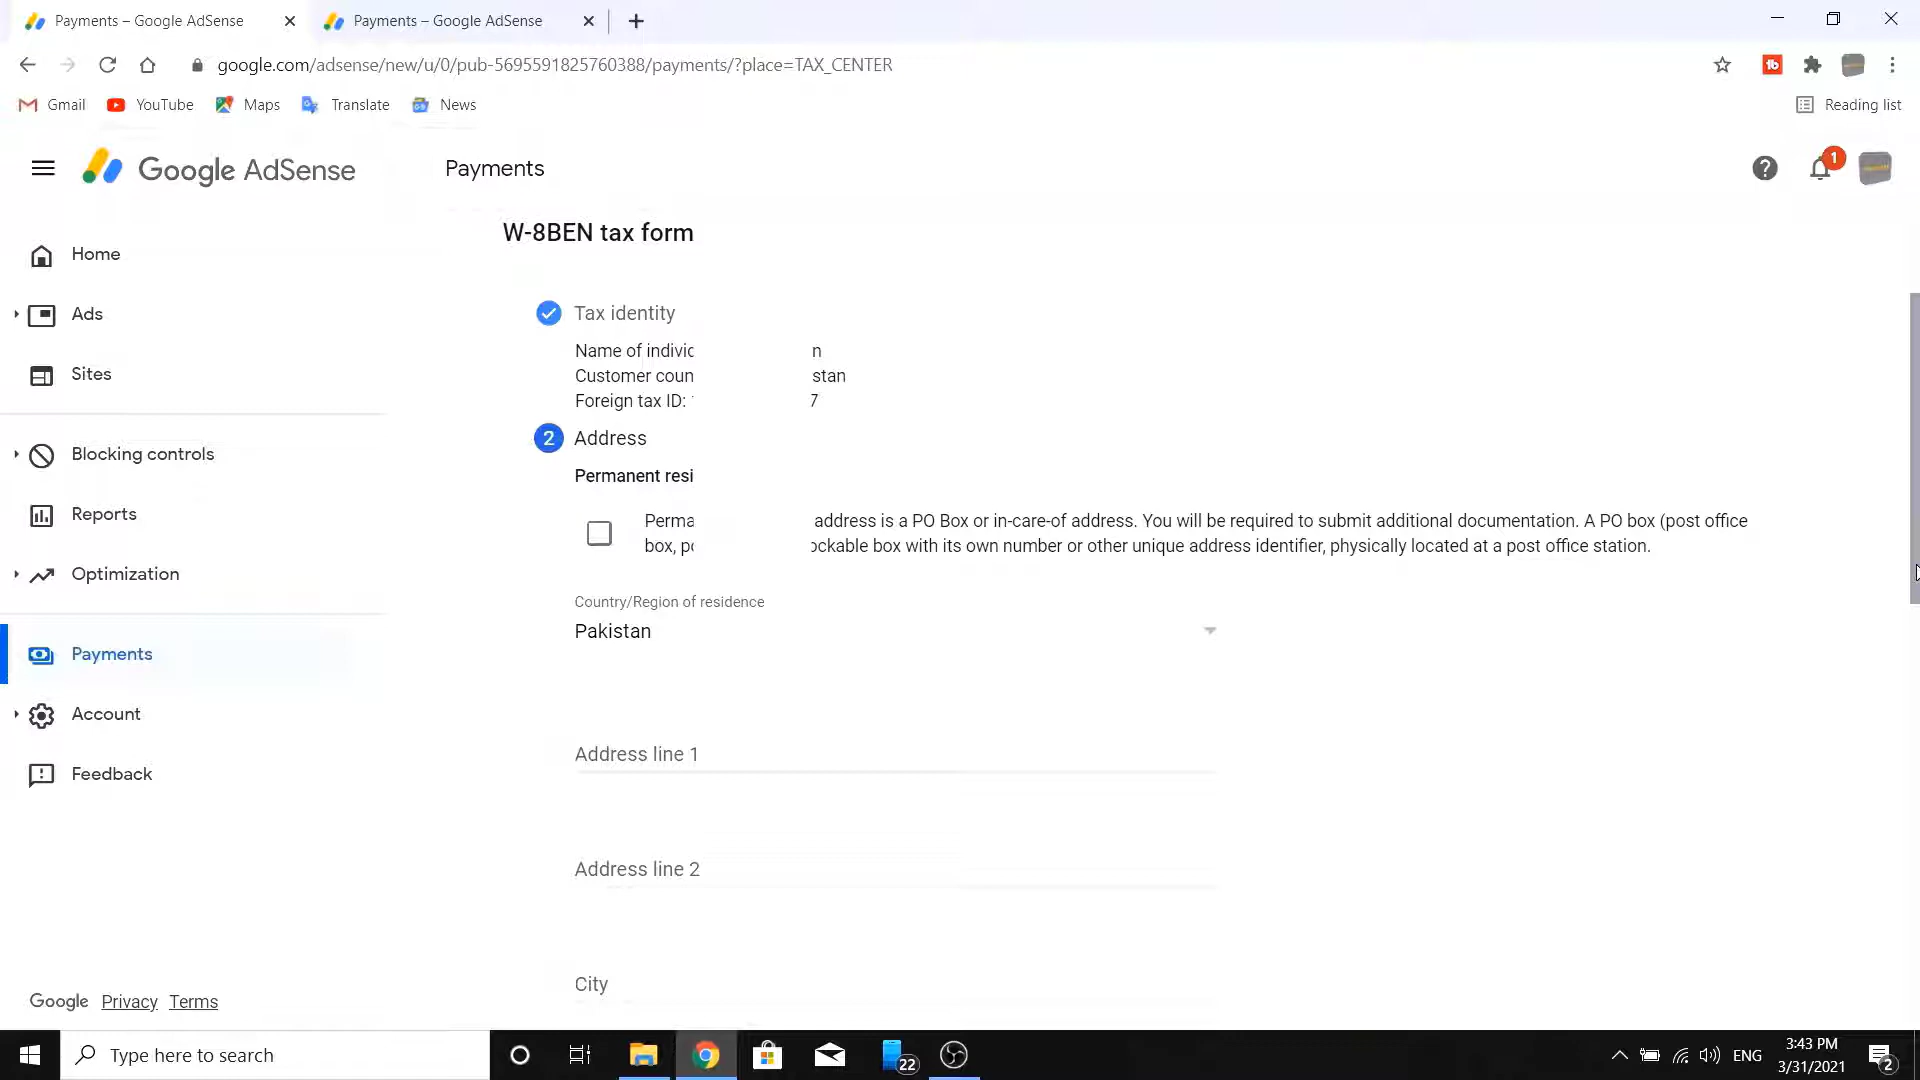 Payments – Google AdSense
Payments – Google AdSense
google.com/adsense/new/u/0/pub-5695591825760388/payments/?place=TAX_CENTER
Gmail
YouTube
Maps
Translate
News
Reading list
Google AdSense
Payments
1
W-8BEN tax form
Home
Ads
Sites
Blocking controls
Reports
Optimization
Payments
Account
Feedback
Tax identity
Name of indivic n
Customer coun stan
Foreign tax ID: 7
2 Address
Permanent resi
Perma address is a PO Box or in-care-of address. You will be required to submit additional documentation. A PO box (post office
box, po ockable box with its own number or other unique address identifier, physically located at a post office station.
Country/Region of residence
Pakistan
Address line 1
Address line 2
City
Google Privacy Terms
Type here to search
22
ENG
3:43 PM
3/31/2021
2